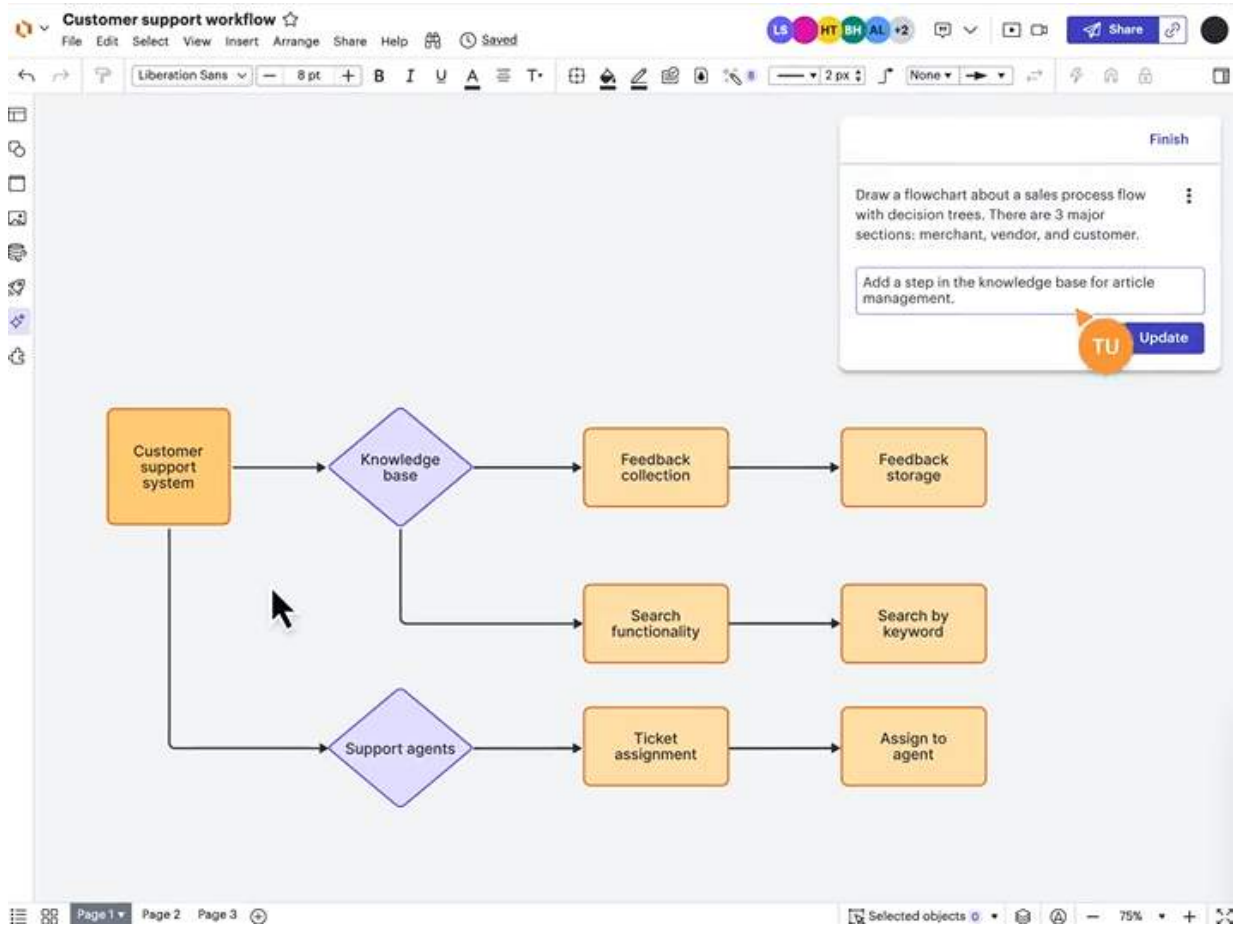 Customer support workflow
File Edit Select View Insert Arrange Share Help Saved
LS HT BH AL +2
Share
Liberation Sans 8 pt B I U A T 2 px None
Finish
Draw a flowchart about a sales process flow
with decision trees. There are 3 major
sections: merchant, vendor, and customer.
Add a step in the knowledge base for article
management.
TU
Update
Customer
support
system
Knowledge
base
Feedback
collection
Feedback
storage
Search
functionality
Search by
keyword
Support agents
Ticket
assignment
Assign to
agent
Page 1 Page 2 Page 3
Selected objects 0 75%